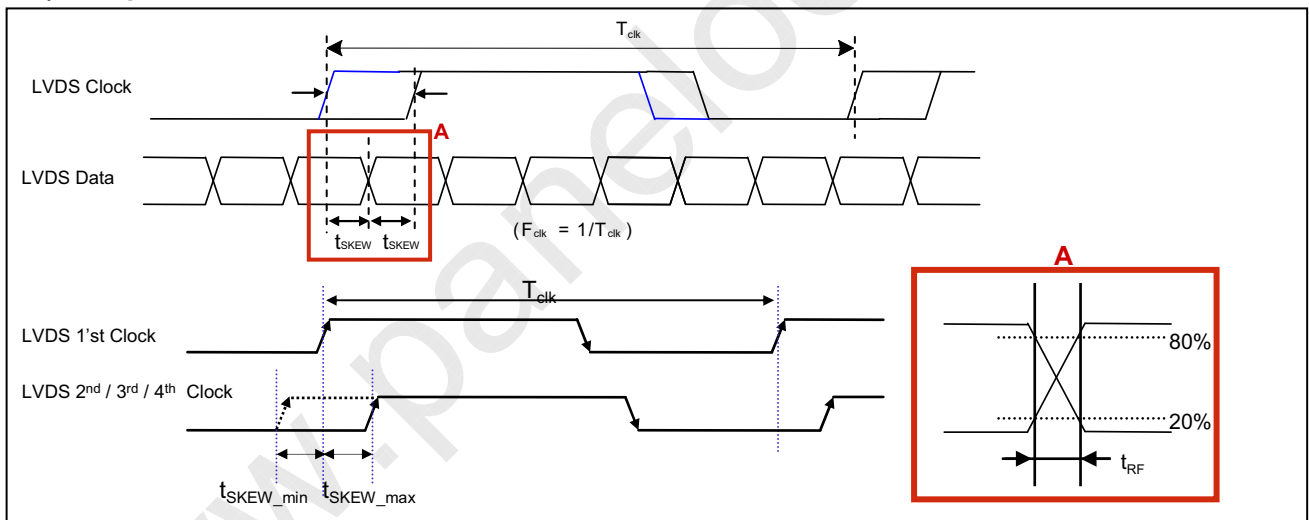 Tclk
LVDS Clock
A
LVDS Data
tSKEW tSKEW
( Fclk = 1/Tclk )
A
Tclk
LVDS 1'st Clock
80%
LVDS 2nd / 3rd / 4th Clock
20%
tRF
tSKEW_min tSKEW_max
www.panelo